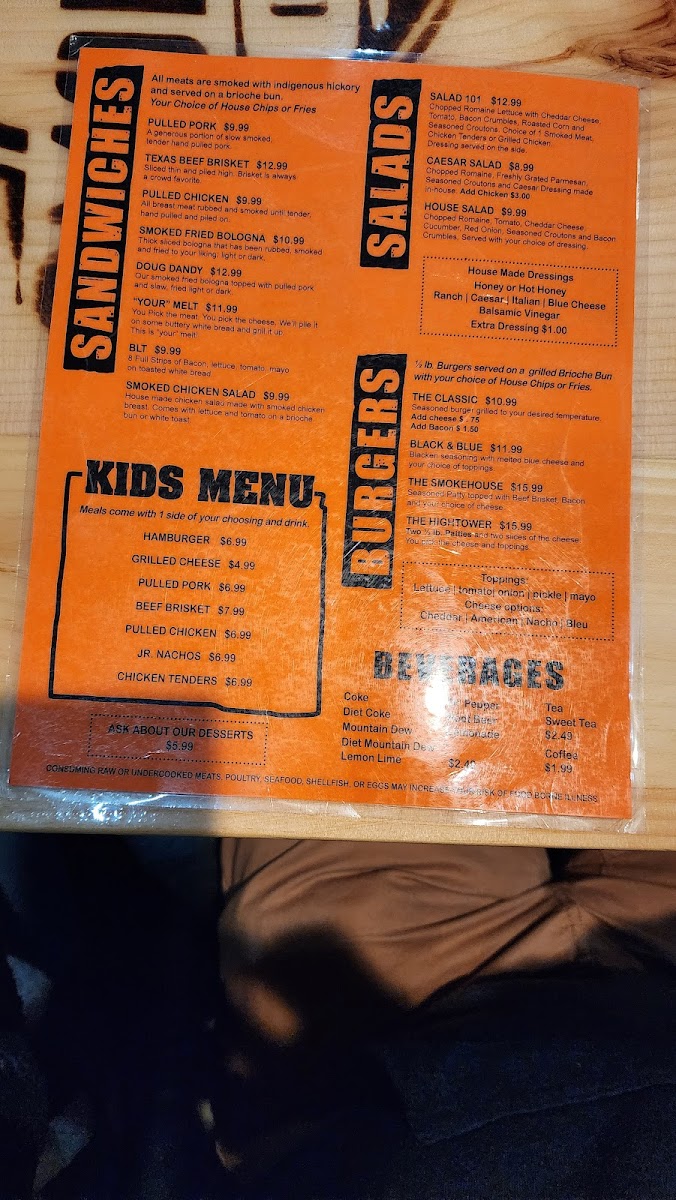 SANDWICHES
All meats are smoked with indigenous hickory
and served on a brioche bun.
Your Choice of House Chips or Fries
PULLED PORK $9.99
A generous portion of slow smoked,
tender hand pulled pork.
TEXAS BEEF BRISKET $12.99
Sliced thin and piled high. Brisket is always
a crowd favorite.
PULLED CHICKEN $9.99
All breast meat rubbed and smoked until tender,
hand pulled and piled on.
SMOKED FRIED BOLOGNA $10.99
Thick sliced bologna that has been rubbed, smoked
and fried to your liking: light or dark.
DOUG DANDY $12.99
Our smoked fried bologna topped with pulled pork
and slaw, fried light or dark.
"YOUR" MELT $11.99
You Pick the meat. You pick the cheese. We'll pile it
on some buttery white bread and grill it up.
This is "your" melt!
BLT $9.99
8 Full Strips of Bacon, lettuce, tomato, mayo
on toasted white bread
SMOKED CHICKEN SALAD $9.99
House made chicken salad made with smoked chicken
breast. Comes with lettuce and tomato on a brioche
bun or white toast
KIDS MENU
Meals come with 1 side of your choosing and drink.
HAMBURGER $6.99
GRILLED CHEESE $4.99
PULLED PORK $6.99
BEEF BRISKET $7.99
PULLED CHICKEN $6.99
JR. NACHOS $6.99
CHICKEN TENDERS $6.99
ASK ABOUT OUR DESSERTS
$5.99
SALADS
SALAD 101 $12.99
Chopped Romaine Lettuce with Cheddar Cheese,
Tomato, Bacon Crumbles, Roasted Corn and
Seasoned Croutons. Choice of 1 Smoked Meat,
Chicken Tenders or Grilled Chicken.
Dressing served on the side.
CAESAR SALAD $8.99
Chopped Romaine, Freshly Grated Parmesan,
Seasoned Croutons and Caesar Dressing made
in-house. Add Chicken $3.00
HOUSE SALAD $9.99
Chopped Romaine, Tomato, Cheddar Cheese,
Cucumber, Red Onion, Seasoned Croutons and Bacon
Crumbles, Served with your choice of dressing.
House Made Dressings
Honey or Hot Honey
Ranch | Caesar | Italian | Blue Cheese
Balsamic Vinegar
Extra Dressing $1.00
BURGERS
½ lb. Burgers served on a grilled Brioche Bun
with your choice of House Chips or Fries.
THE CLASSIC $10.99
Seasoned burger grilled to your desired temperature.
Add cheese $ .75
Add Bacon $ 1.50
BLACK & BLUE $11.99
Blacken seasoning with melted blue cheese and
your choice of toppings.
THE SMOKEHOUSE $15.99
Seasoned Patty topped with Beef Brisket, Bacon
and your choice of cheese
THE HIGHTOWER $15.99
Two ½ lb. Patties and two slices of the cheese
You pick the cheese and toppings.
Toppings:
Lettuce | tomato| onion | pickle | mayo
Cheese options:
Cheddar | American | Nacho | Bleu
BEVERAGES
Coke
Diet Coke
Mountain Dew
Diet Mountain Dew
Lemon Lime
$2.49
Tea
Sweet Tea
$2.49
Coffee
$1.99
CONSUMING RAW OR UNDERCOOKED MEATS, POULTRY, SEAFOOD, SHELLFISH, OR EGGS MAY INCREASE RISK OF FOOD BORNE ILLNESS